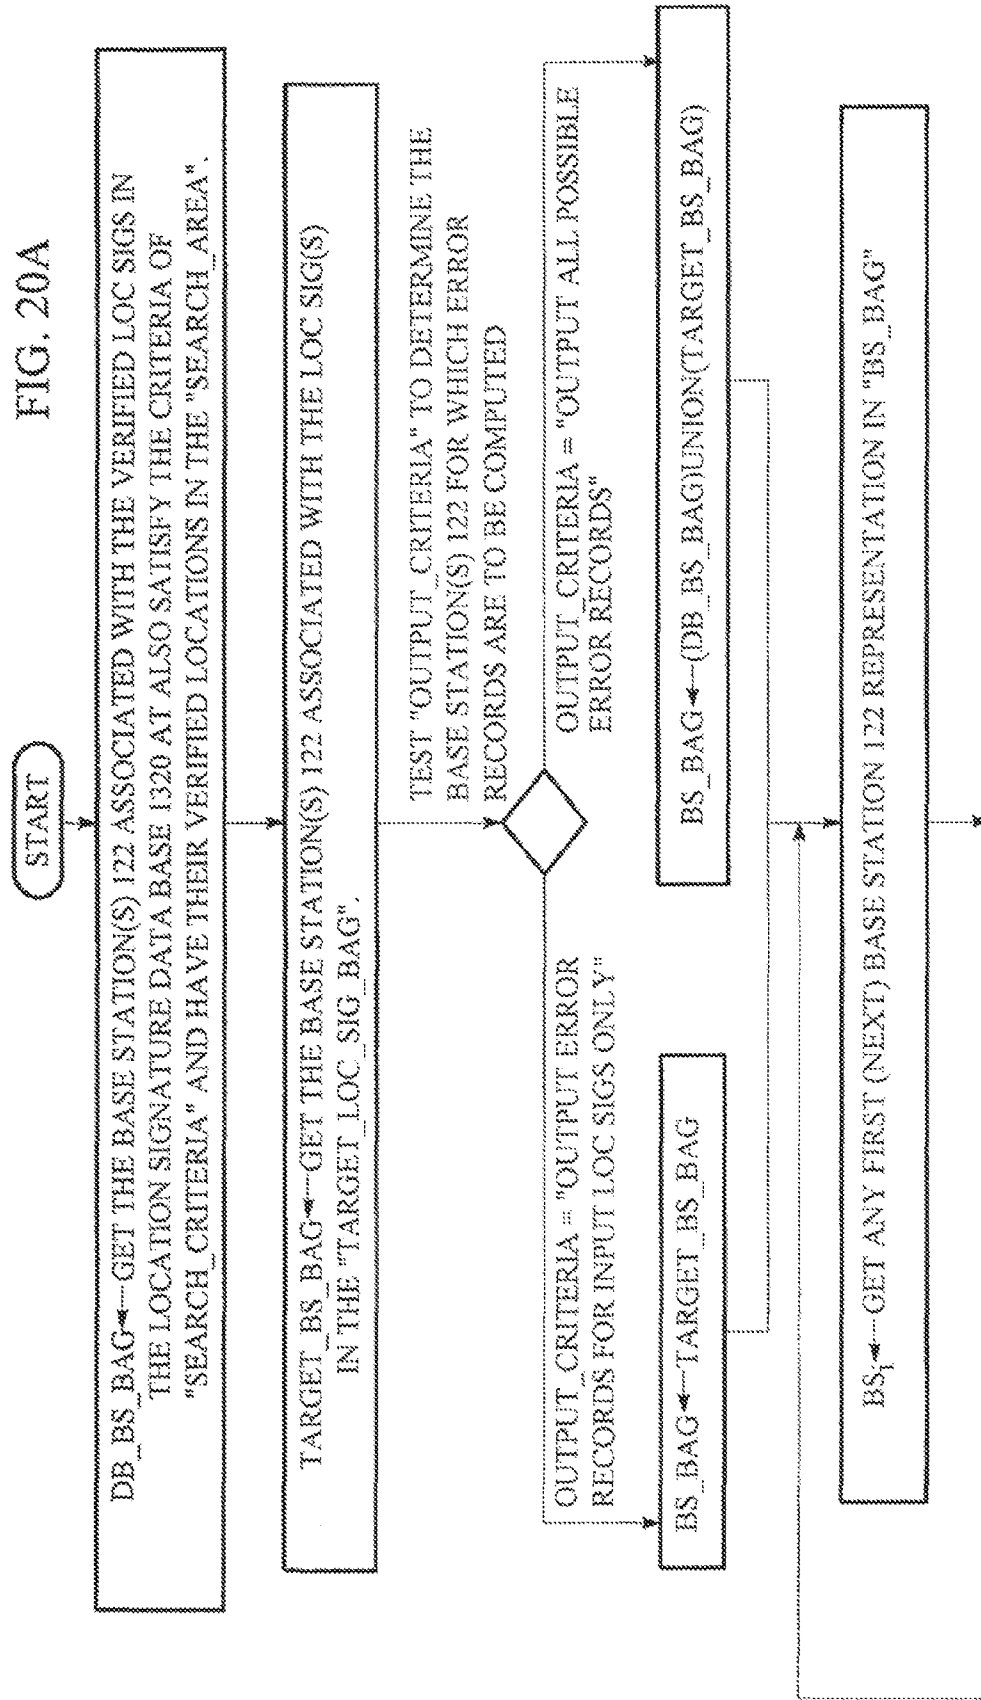 FIG. 20A
START
DB_BS_BAG←GET THE BASE STATION(S) 122 ASSOCIATED WITH THE VERIFIED LOC SIGS IN
THE LOCATION SIGNATURE DATA BASE 1320 AT ALSO SATISFY THE CRITERIA OF
"SEARCH_CRITERIA" AND HAVE THEIR VERIFIED LOCATIONS IN THE "SEARCH_AREA".
TARGET_BS_BAG←GET THE BASE STATION(S) 122 ASSOCIATED WITH THE LOC SIG(S)
IN THE "TARGET_LOC_SIG_BAG".
TEST "OUTPUT_CRITERIA" TO DETERMINE THE
BASE STATION(S) 122 FOR WHICH ERROR
RECORDS ARE TO BE COMPUTED
OUTPUT_CRITERIA = "OUTPUT ERROR
RECORDS FOR INPUT LOC SIGS ONLY"
OUTPUT_CRITERIA = "OUTPUT ALL POSSIBLE
ERROR RECORDS"
BS_BAG←TARGET_BS_BAG
BS_BAG←(DB_BS_BAG)UNION(TARGET_BS_BAG)
BSi←GET ANY FIRST (NEXT) BASE STATION 122 REPRESENTATION IN "BS_BAG"